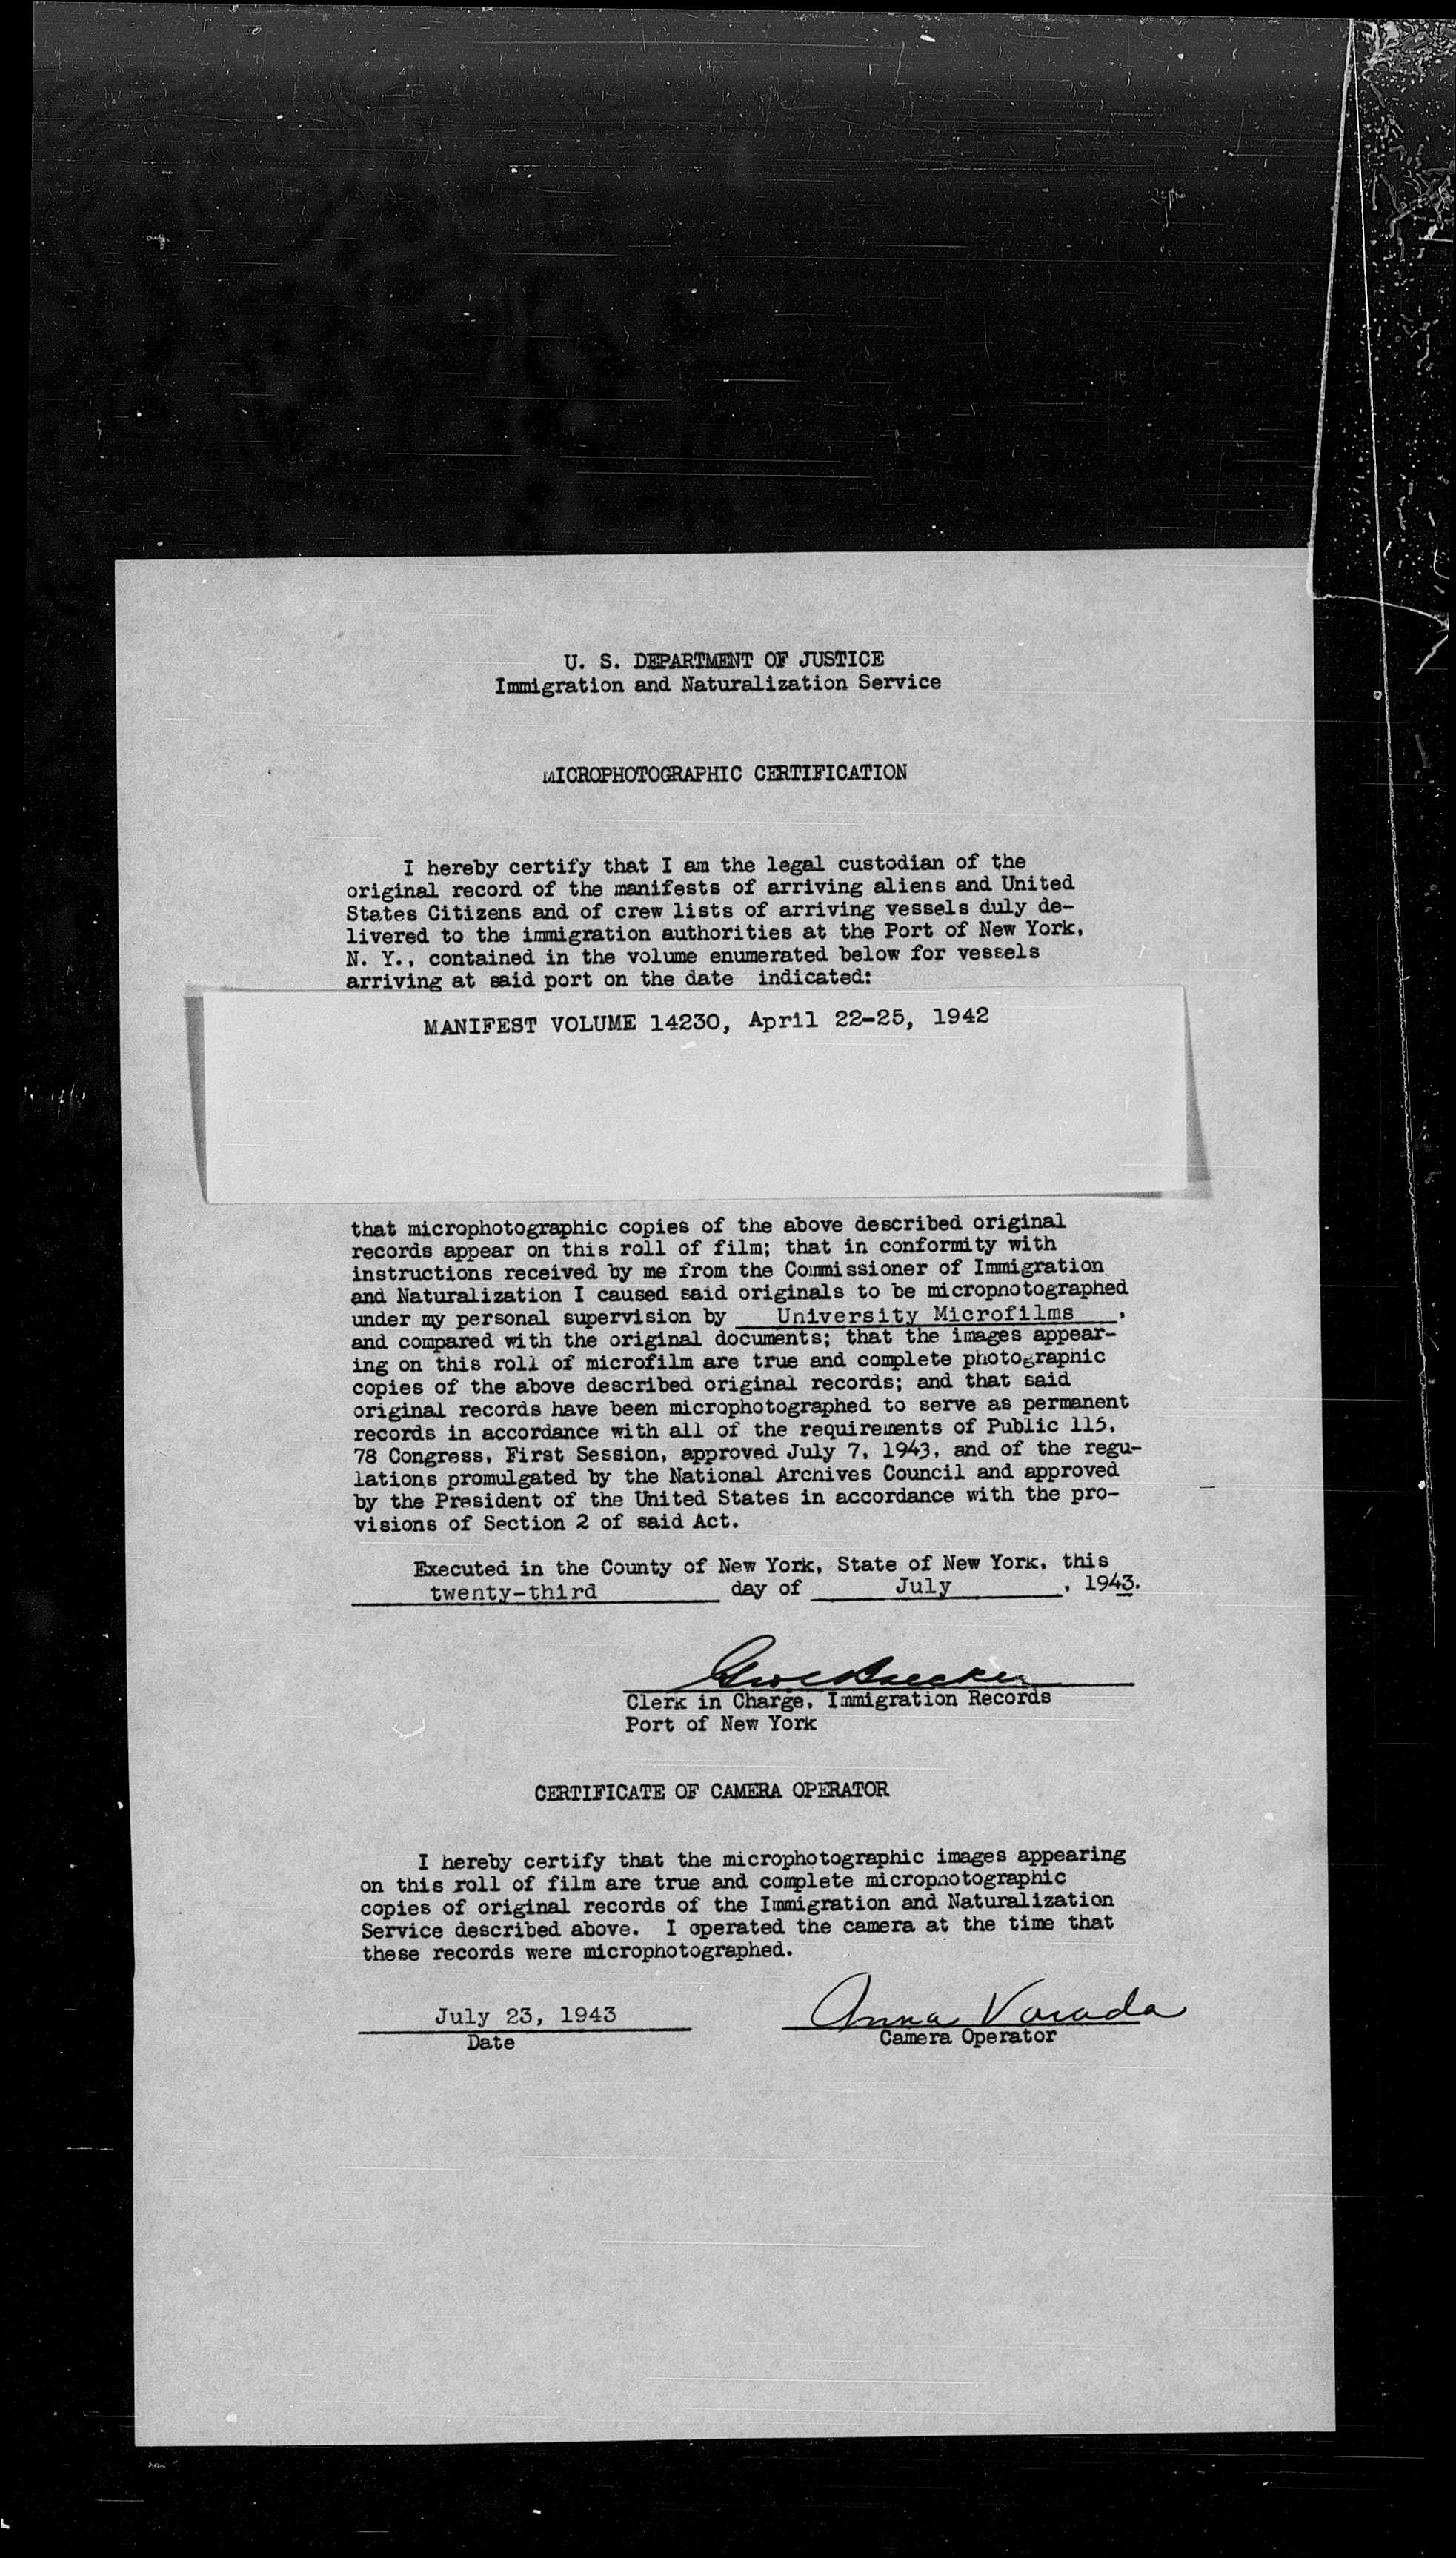 U. S. DEPARTMENT OF JUSTICE
Immigration and Naturalization Service
MICROPHOTOGRAPHIC CERTIFICATION
I hereby certify that I am the legal custodian of the
original record of the manifests of arriving aliens and United
States Citizens and of crew lists of arriving vessels duly de-
livered to the immigration authorities at the Port of New York,
N. Y., contained in the volume enumerated below for vessels
arriving at said port on the date indicated:
MANIFEST VOLUME 14230, April 22-25, 1942
that microphotographic copies of the above described original
records appear on this roll of film; that in conformity with
instructions received by me from the Commissioner of Immigration
and Naturalization I caused said originals to be microphotographed
under my personal supervision by University Microfilms ,
and compared with the original documents; that the images appear-
ing on this roll of microfilm are true and complete photographic
copies of the above described original records; and that said
original records have been microphotographed to serve as permanent
records in accordance with all of the requirements of Public 115,
78 Congress, First Session, approved July 7, 1943, and of the regu-
lations promulgated by the National Archives Council and approved
by the President of the United States in accordance with the pro-
visions of Section 2 of said Act.
Executed in the County of New York, State of New York, this
twenty-third day of July , 1943.
Clerk in Charge, Immigration Records
Port of New York
CERTIFICATE OF CAMERA OPERATOR
I hereby certify that the microphotographic images appearing
on this roll of film are true and complete microphotographic
copies of original records of the Immigration and Naturalization
Service described above. I operated the camera at the time that
these records were microphotographed.
July 23, 1943 Anna Varada
Date Camera Operator